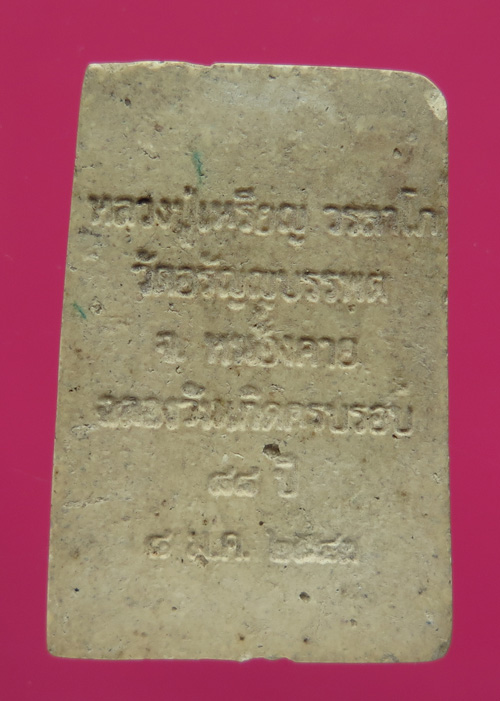 หลวงปู่เหรียญ วรลาโภ
วัดอรัญญบรรพต
จ. หนองคาย
ฉลองวันเกิดครบรอบ
๘๘ ปี
๘ ม.ค. ๒๕๔๓